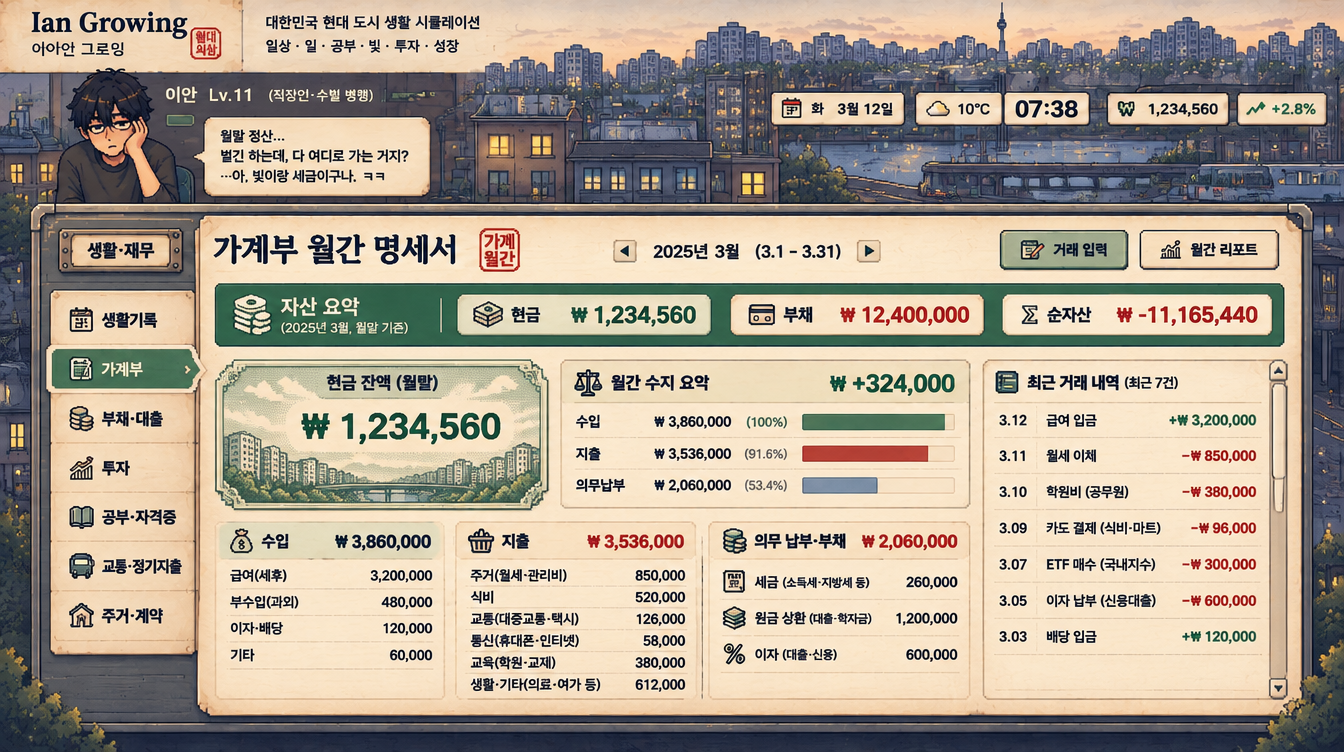 Ian Growing
어아안 그로잉
대한민국 현대 도시 생활 시뮬레이션
일상 · 일 · 공부 · 빚 · 투자 · 성장
이안 Lv.11 (직장인·수빌 병행)
월말 정산...
벌긴 하는데, 다 어디로 가는 거지?
...아, 빚이랑 세금이구나. ㅋㅋ
화 3월 12일
10°C
07:38
₩ 1,234,560
+2.8%
생활·재무
생활기록
가계부
부채·대출
투자
공부·자격증
교통·정기지출
주거·계약
가계부 월간 명세서
가계
월간
2025년 3월 (3.1 – 3.31)
거래 입력
월간 리포트
자산 요약
(2025년 3월, 월말 기준)
현금 ₩ 1,234,560
부채 ₩ 12,400,000
순자산 ₩ -11,165,440
현금 잔액 (월말)
₩ 1,234,560
월간 수지 요약 ₩ +324,000
수입 ₩ 3,860,000 (100%)
지출 ₩ 3,536,000 (91.6%)
의무납부 ₩ 2,060,000 (53.4%)
수입 ₩ 3,860,000
급여(세후) 3,200,000
부수입(과외) 480,000
이자·배당 120,000
기타 60,000
지출 ₩ 3,536,000
주거(월세·관리비) 850,000
식비 520,000
교통(대중교통·택시) 126,000
통신(휴대폰·인터넷) 58,000
교육(학원·교재) 380,000
생활·기타(의료·여가 등) 612,000
의무 납부·부채 ₩ 2,060,000
세금 (소득세·지방세 등) 260,000
원금 상환 (대출·학자금) 1,200,000
이자 (대출·신용) 600,000
최근 거래 내역 (최근 7건)
3.12 급여 입금 +₩ 3,200,000
3.11 월세 이체 -₩ 850,000
3.10 학원비 (공무원) -₩ 380,000
3.09 카도 결제 (식비·마트) -₩ 96,000
3.07 ETF 매수 (국내지수) -₩ 300,000
3.05 이자 납부 (신용대출) -₩ 600,000
3.03 배당 입금 +₩ 120,000